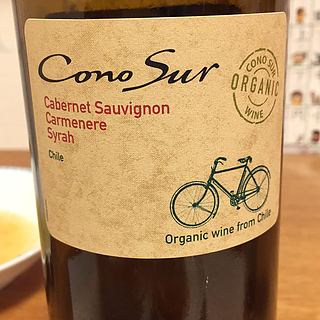 Cono Sur
Cabernet Sauvignon
Carmenere
Syrah
Chile
CONO SUR
ORGANIC
WINE
Organic wine from Chile